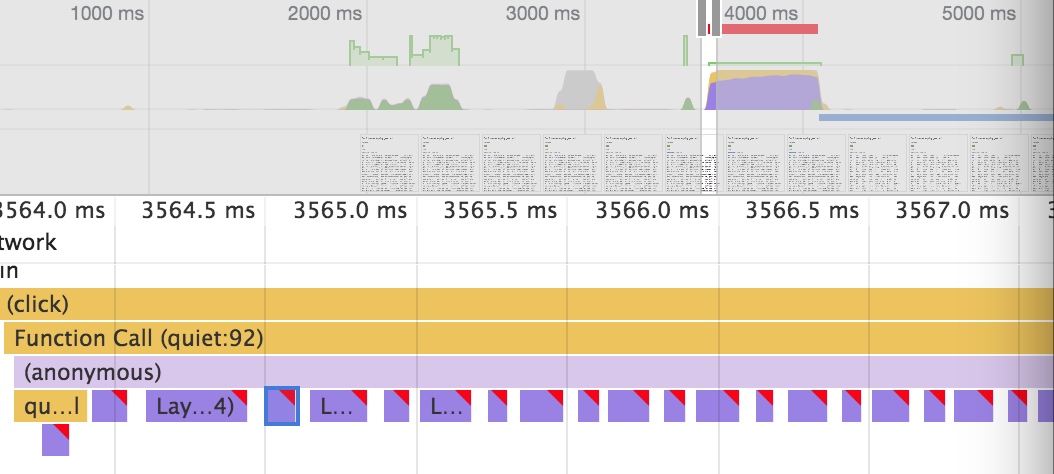 1000 ms 2000 ms 3000 ms 4000 ms 5000 ms
3564.0 ms 3564.5 ms 3565.0 ms 3565.5 ms 3566.0 ms 3566.5 ms 3567.0 ms 3
twork
in
(click)
Function Call (quiet:92)
(anonymous)
qu...l Lay...4) L... L...